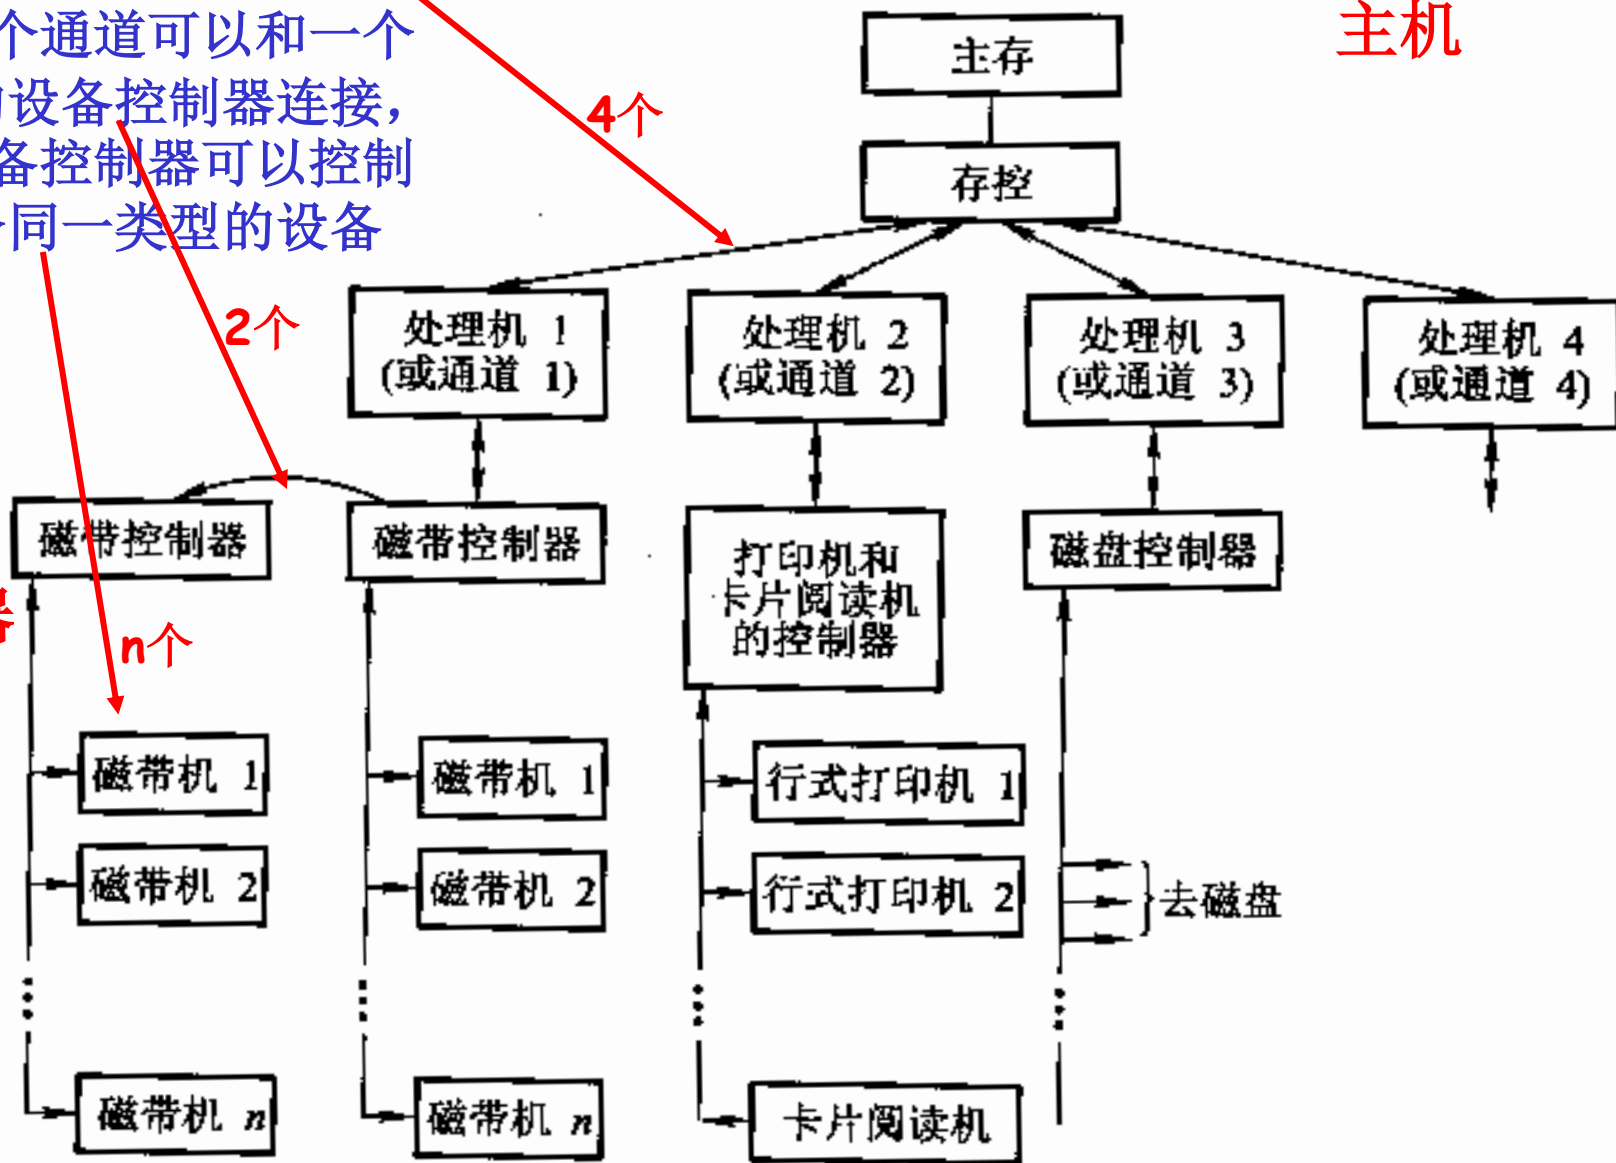 个通道可以和一个
设备控制器连接，
备控制器可以控制
同一类型的设备
主机
4个
2个
n个
器
主存
存控
处理机 1
(或通道 1)
处理机 2
(或通道 2)
处理机 3
(或通道 3)
处理机 4
(或通道 4)
磁带控制器
磁带控制器
打印机和
卡片阅读机
的控制器
磁盘控制器
磁带机 1
磁带机 1
行式打印机 1
磁带机 2
磁带机 2
行式打印机 2
去磁盘
磁带机 n
磁带机 n
卡片阅读机